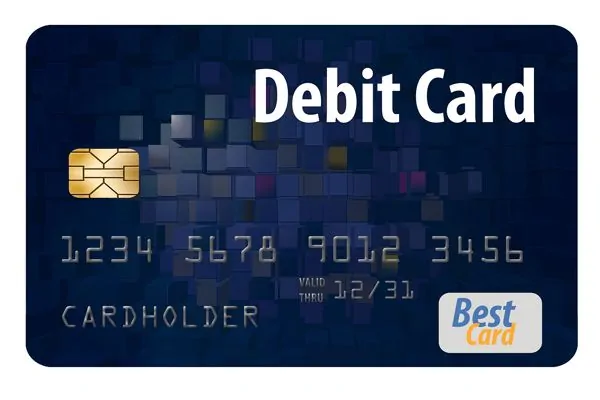 Debit Card
1234 5678 9012 3456
VALID
THRU 12/31
CARDHOLDER
Best
Card